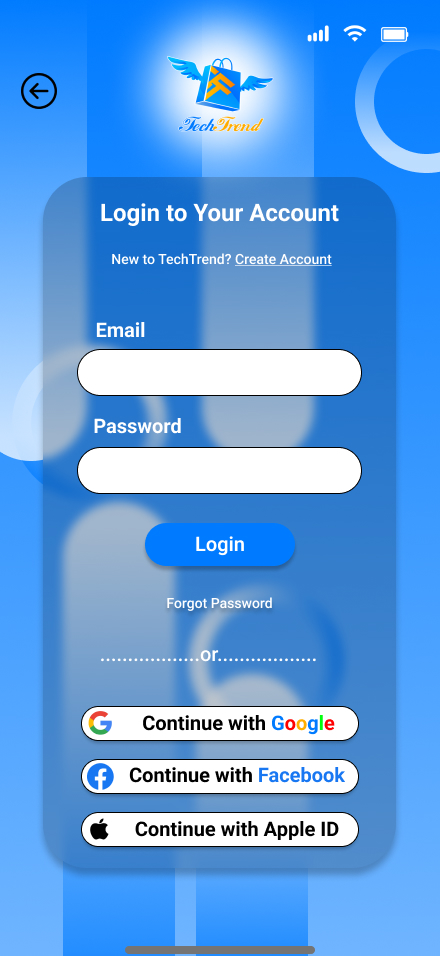 TechTrend
Login to Your Account
New to TechTrend? Create Account
Email
Password
Login
Forgot Password
..................or..................
Continue with Google
Continue with Facebook
Continue with Apple ID